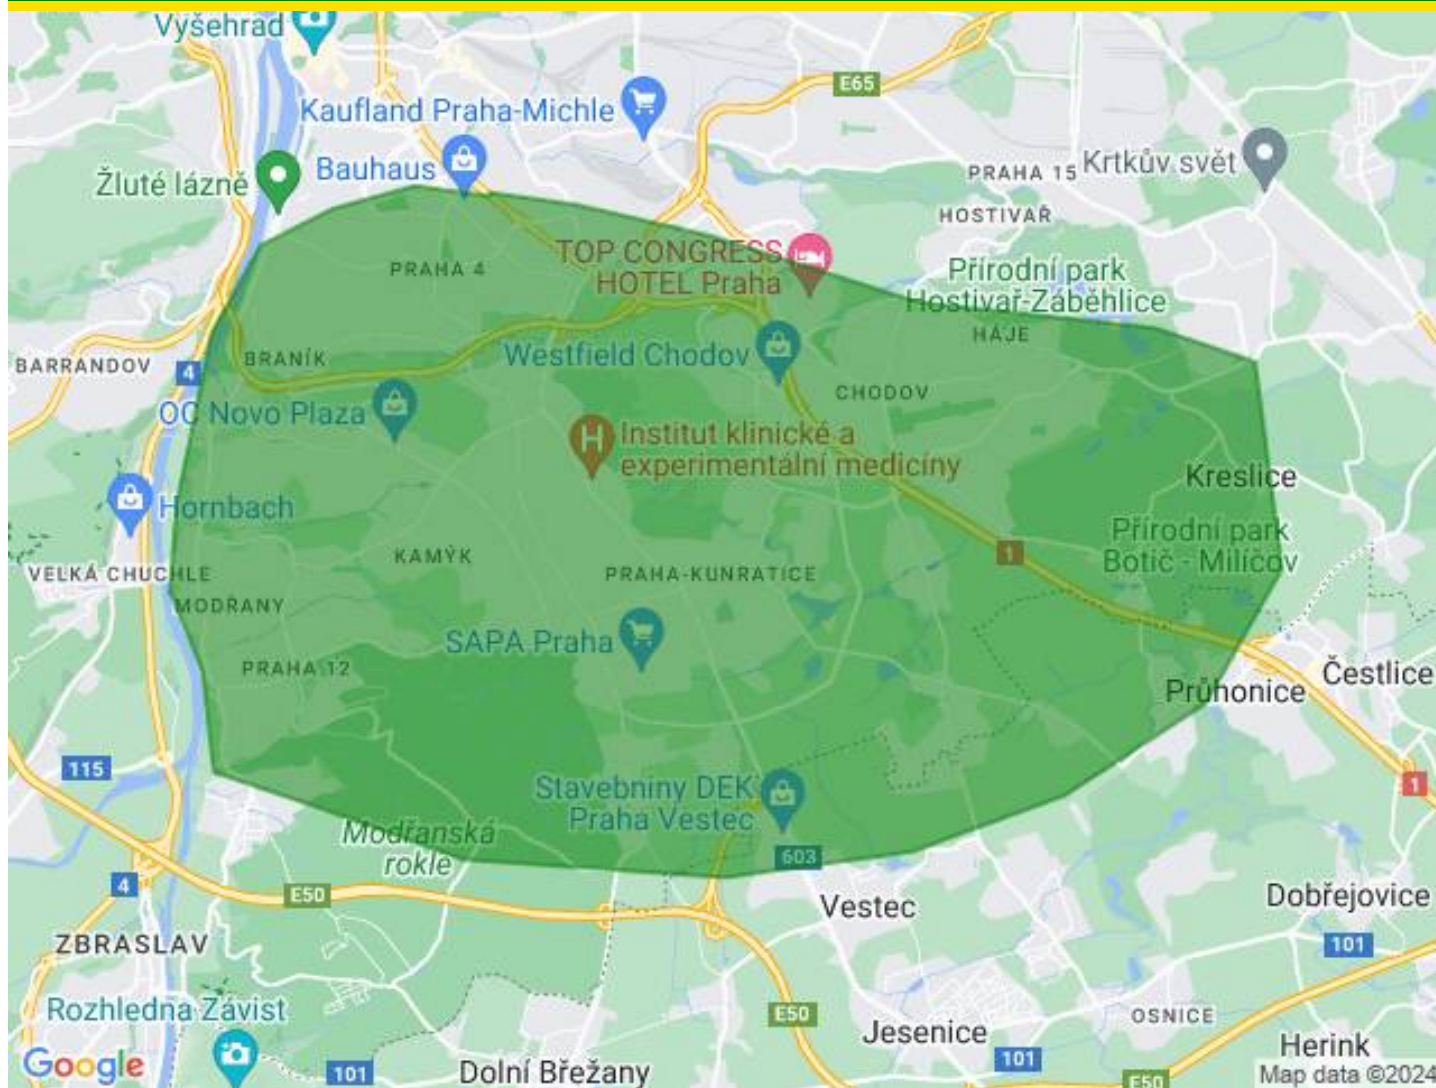 Vyšehrad
E65
Kaufland Praha-Michle
Bauhaus
Žluté lázně
PRAHA 15
Krtkův svět
HOSTIVAŘ
TOP CONGRESS
HOTEL Praha
PRAHA 4
Přírodní park
Hostivař-Záběhlice
HÁJE
BARRANDOV
4
BRANÍK
Westfield Chodov
CHODOV
OC Novo Plaza
Institut klinické a
experimentální medicíny
Kreslice
Hornbach
Přírodní park
Botič - Milíčov
1
KAMÝK
PRAHA-KUNRATICE
VELKÁ CHUCHLE
MODŘANY
SAPA Praha
PRAHA 12
Čestlice
Průhonice
115
1
Stavebniny DEK
Praha Vestec
Modřanská
rokle
603
4
E50
Vestec
Dobřejovice
ZBRASLAV
101
Rozhledna Závist
E50
Jesenice
OSNICE
101
Herink
Google
101
Dolní Břežany
E50
Map data ©2024